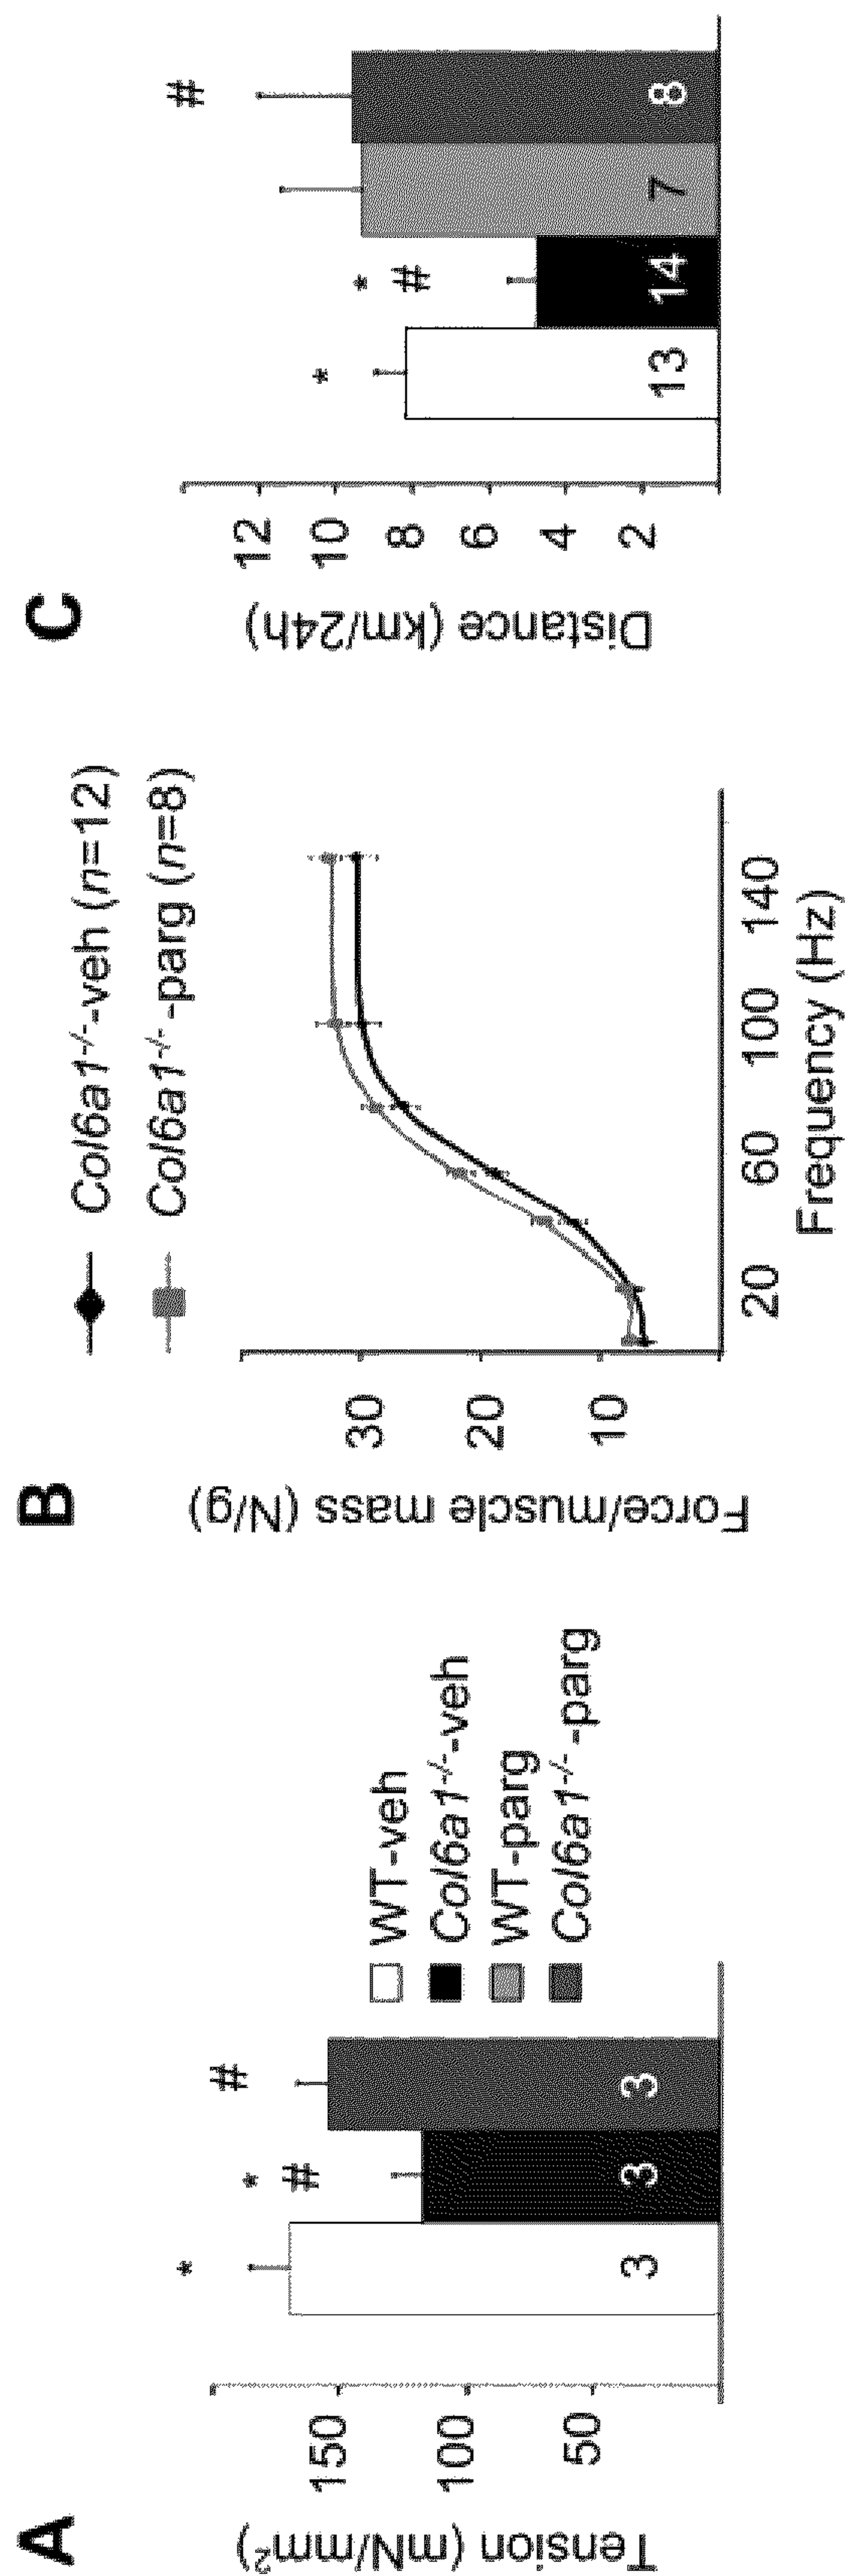 A
Tension (mN/mm²)
150
100
50
*
*
#
#
3
3
3
WT-veh
Col6a1⁻/⁻-veh
WT-parg
Col6a1⁻/⁻-parg
B
Col6a1⁻/⁻-veh (n=12)
Col6a1⁻/⁻-parg (n=8)
Force/muscle mass (N/g)
30
20
10
20
60
100
140
Frequency (Hz)
C
Distance (km/24h)
12
10
8
6
4
2
*
*
#
#
13
14
7
8